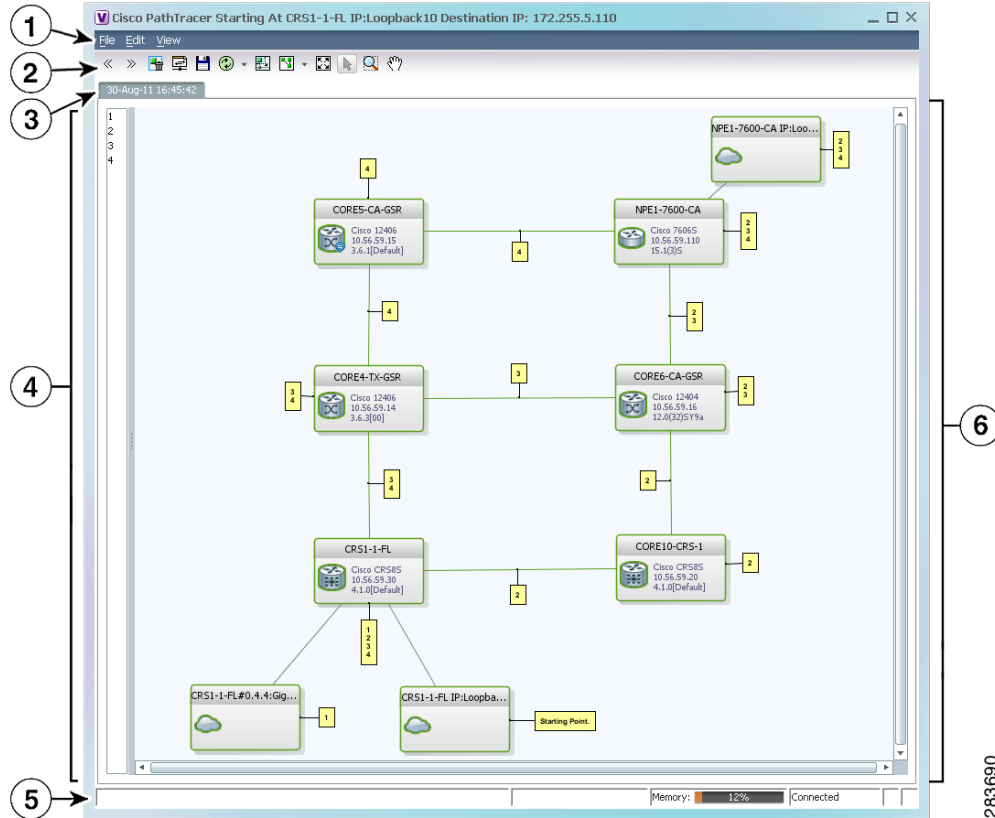 Cisco PathTracer Starting At CRS1-1-FL IP:Loopback10 Destination IP: 172.255.5.110
1
File Edit View
2
30-Aug-11 16:45:42
3
1
2
3
4
NPE1-7600-CA IP:Loo...
2
3
4
4
CORE5-CA-GSR
Cisco 12406
10.56.59.15
3.6.1[Default]
4
NPE1-7600-CA
Cisco 7606S
10.56.59.110
15.1(3)S
2
3
4
4
2
3
CORE4-TX-GSR
Cisco 12406
10.56.59.14
3.6.3[00]
3
4
3
CORE6-CA-GSR
Cisco 12404
10.56.59.16
12.0(32)SY9a
2
3
4
6
3
4
2
CRS1-1-FL
Cisco CRS8S
10.56.59.30
4.1.0[Default]
2
CORE10-CRS-1
Cisco CRS8S
10.56.59.20
4.1.0[Default]
2
1
2
3
4
CRS1-1-FL#0.4.4:Gig...
1
CRS1-1-FL IP:Loopba...
Starting Point.
5
Memory: 12% Connected
283690